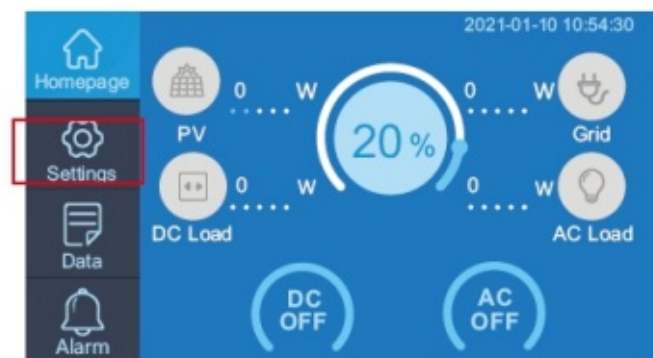 2021-01-10 10:54:30
Homepage
Settings
Data
Alarm
0 W
PV
0 W
DC Load
20%
0 W
Grid
0 W
AC Load
DC
OFF
AC
OFF